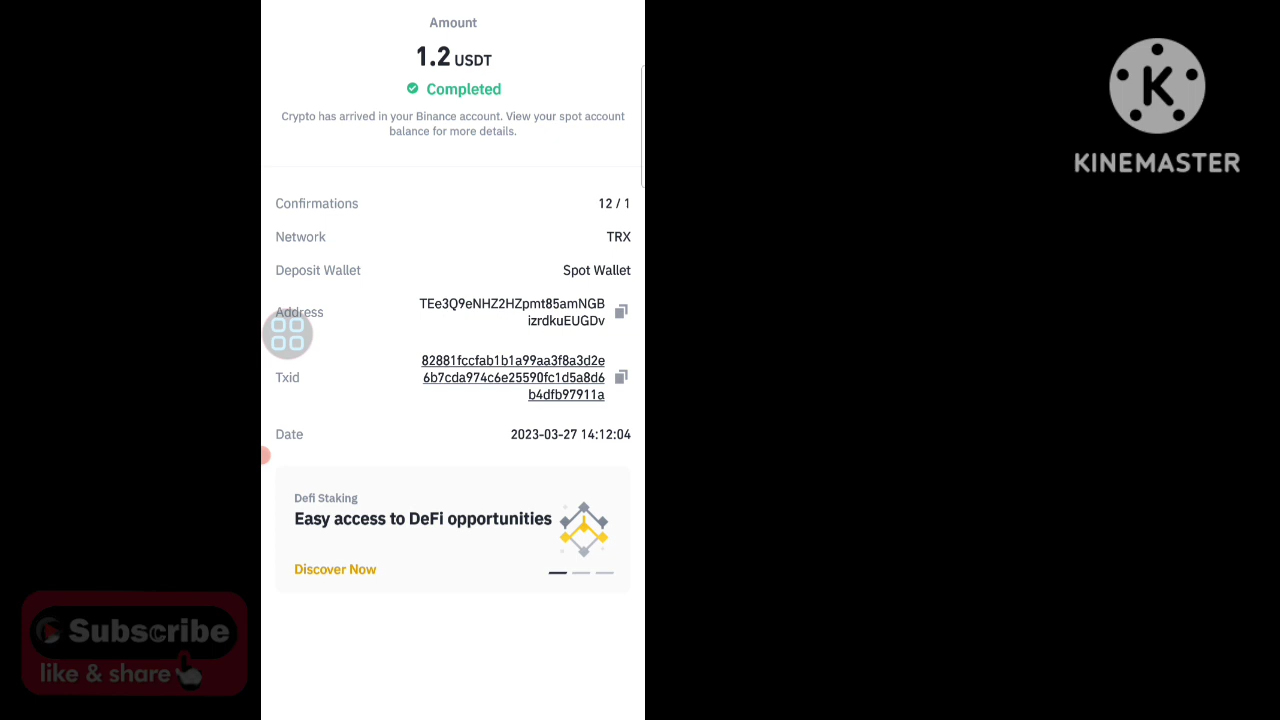 Amount
1.2 USDT
Completed
Crypto has arrived in your Binance account. View your spot account
balance for more details.
Confirmations 12 / 1
Network TRX
Deposit Wallet Spot Wallet
Address TEe3Q9eNHZ2HZpmt85amNGB
izrdkuEUGDv
82881fccfab1b1a99aa3f8a3d2e
Txid 6b7cda974c6e25590fc1d5a8d6
b4dfb97911a
Date 2023-03-27 14:12:04
Defi Staking
Easy access to DeFi opportunities
Discover Now
K
KINEMASTER
Subscribe
like & share